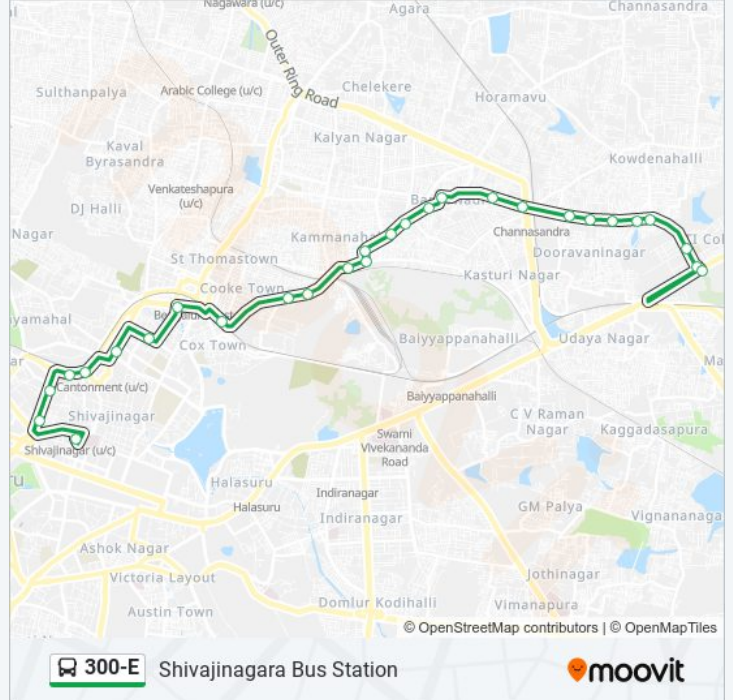 Nagawara (u/c)
Agara
Channasandra
Outer Ring Road
Sulthanpalya
Arabic College (u/c)
Chelekere
Horamavu
Kalyan Nagar
Kaval
Byrasandra
Kowdenahalli
Venkateshapura
(u/c)
DJ Halli
Nagar
Kammanah
Channasandra
Dooravaninagar
St Thomastown
Kasturi Nagar
Cooke Town
Cox Town
Baiyyappanahalli
Udaya Nagar
Cantonment (u/c)
Baiyyappanahalli
Shivajinagar
C V Raman
Nagar
Kaggadasapura
Swami
Vivekananda
Road
Shivajinagar (u/c)
Halasuru
Indiranagar
Halasuru
GM Palya
Indiranagar
Vignananaga
Ashok Nagar
Victoria Layout
Jothinagar
Domlur Kodihalli
Vimanapura
Austin Town
© OpenStreetMap contributors | © OpenMapTiles
300-E Shivajinagara Bus Station
moovit